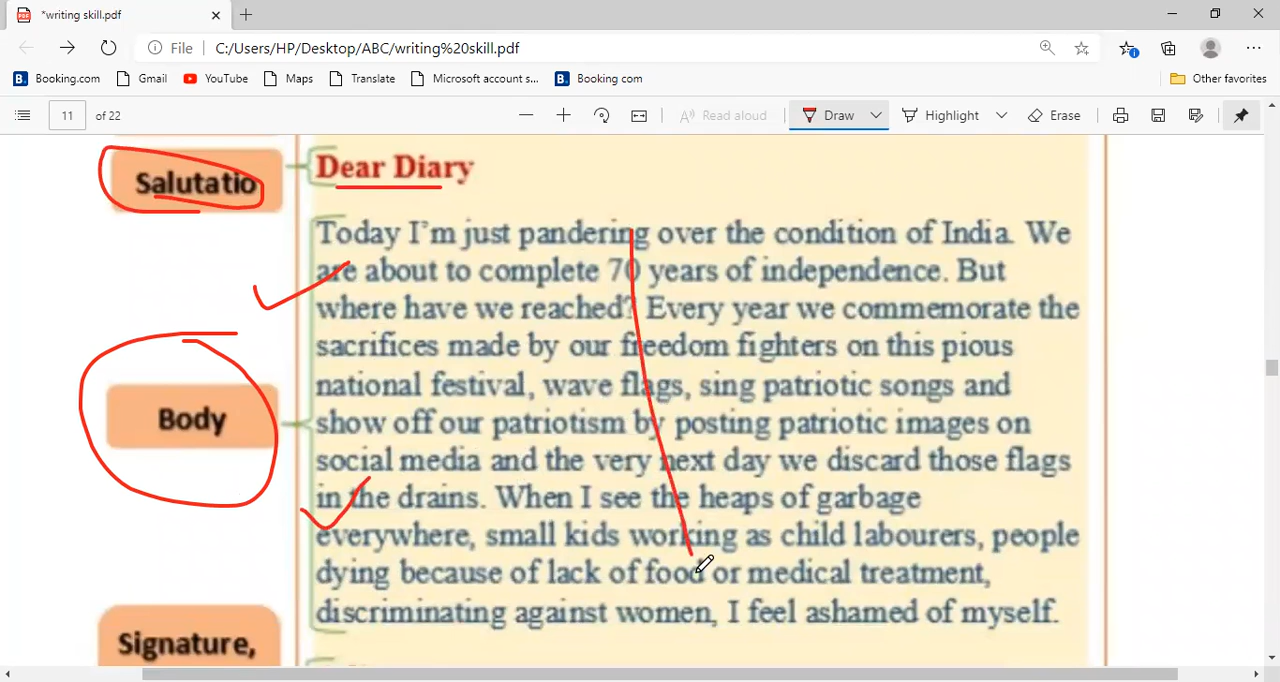 *writing skill.pdf
File C:/Users/HP/Desktop/ABC/writing%20skill.pdf
Booking.com Gmail YouTube Maps Translate Microsoft account s... Booking com Other favorites
11 of 22 Read aloud Draw Highlight Erase
Salutatio
Dear Diary
Today I'm just pandering over the condition of India. We
are about to complete 70 years of independence. But
where have we reached? Every year we commemorate the
sacrifices made by our freedom fighters on this pious
national festival, wave flags, sing patriotic songs and
show off our patriotism by posting patriotic images on
social media and the very next day we discard those flags
in the drains. When I see the heaps of garbage
everywhere, small kids working as child labourers, people
dying because of lack of food or medical treatment,
discriminating against women, I feel ashamed of myself.
Body
Signature,